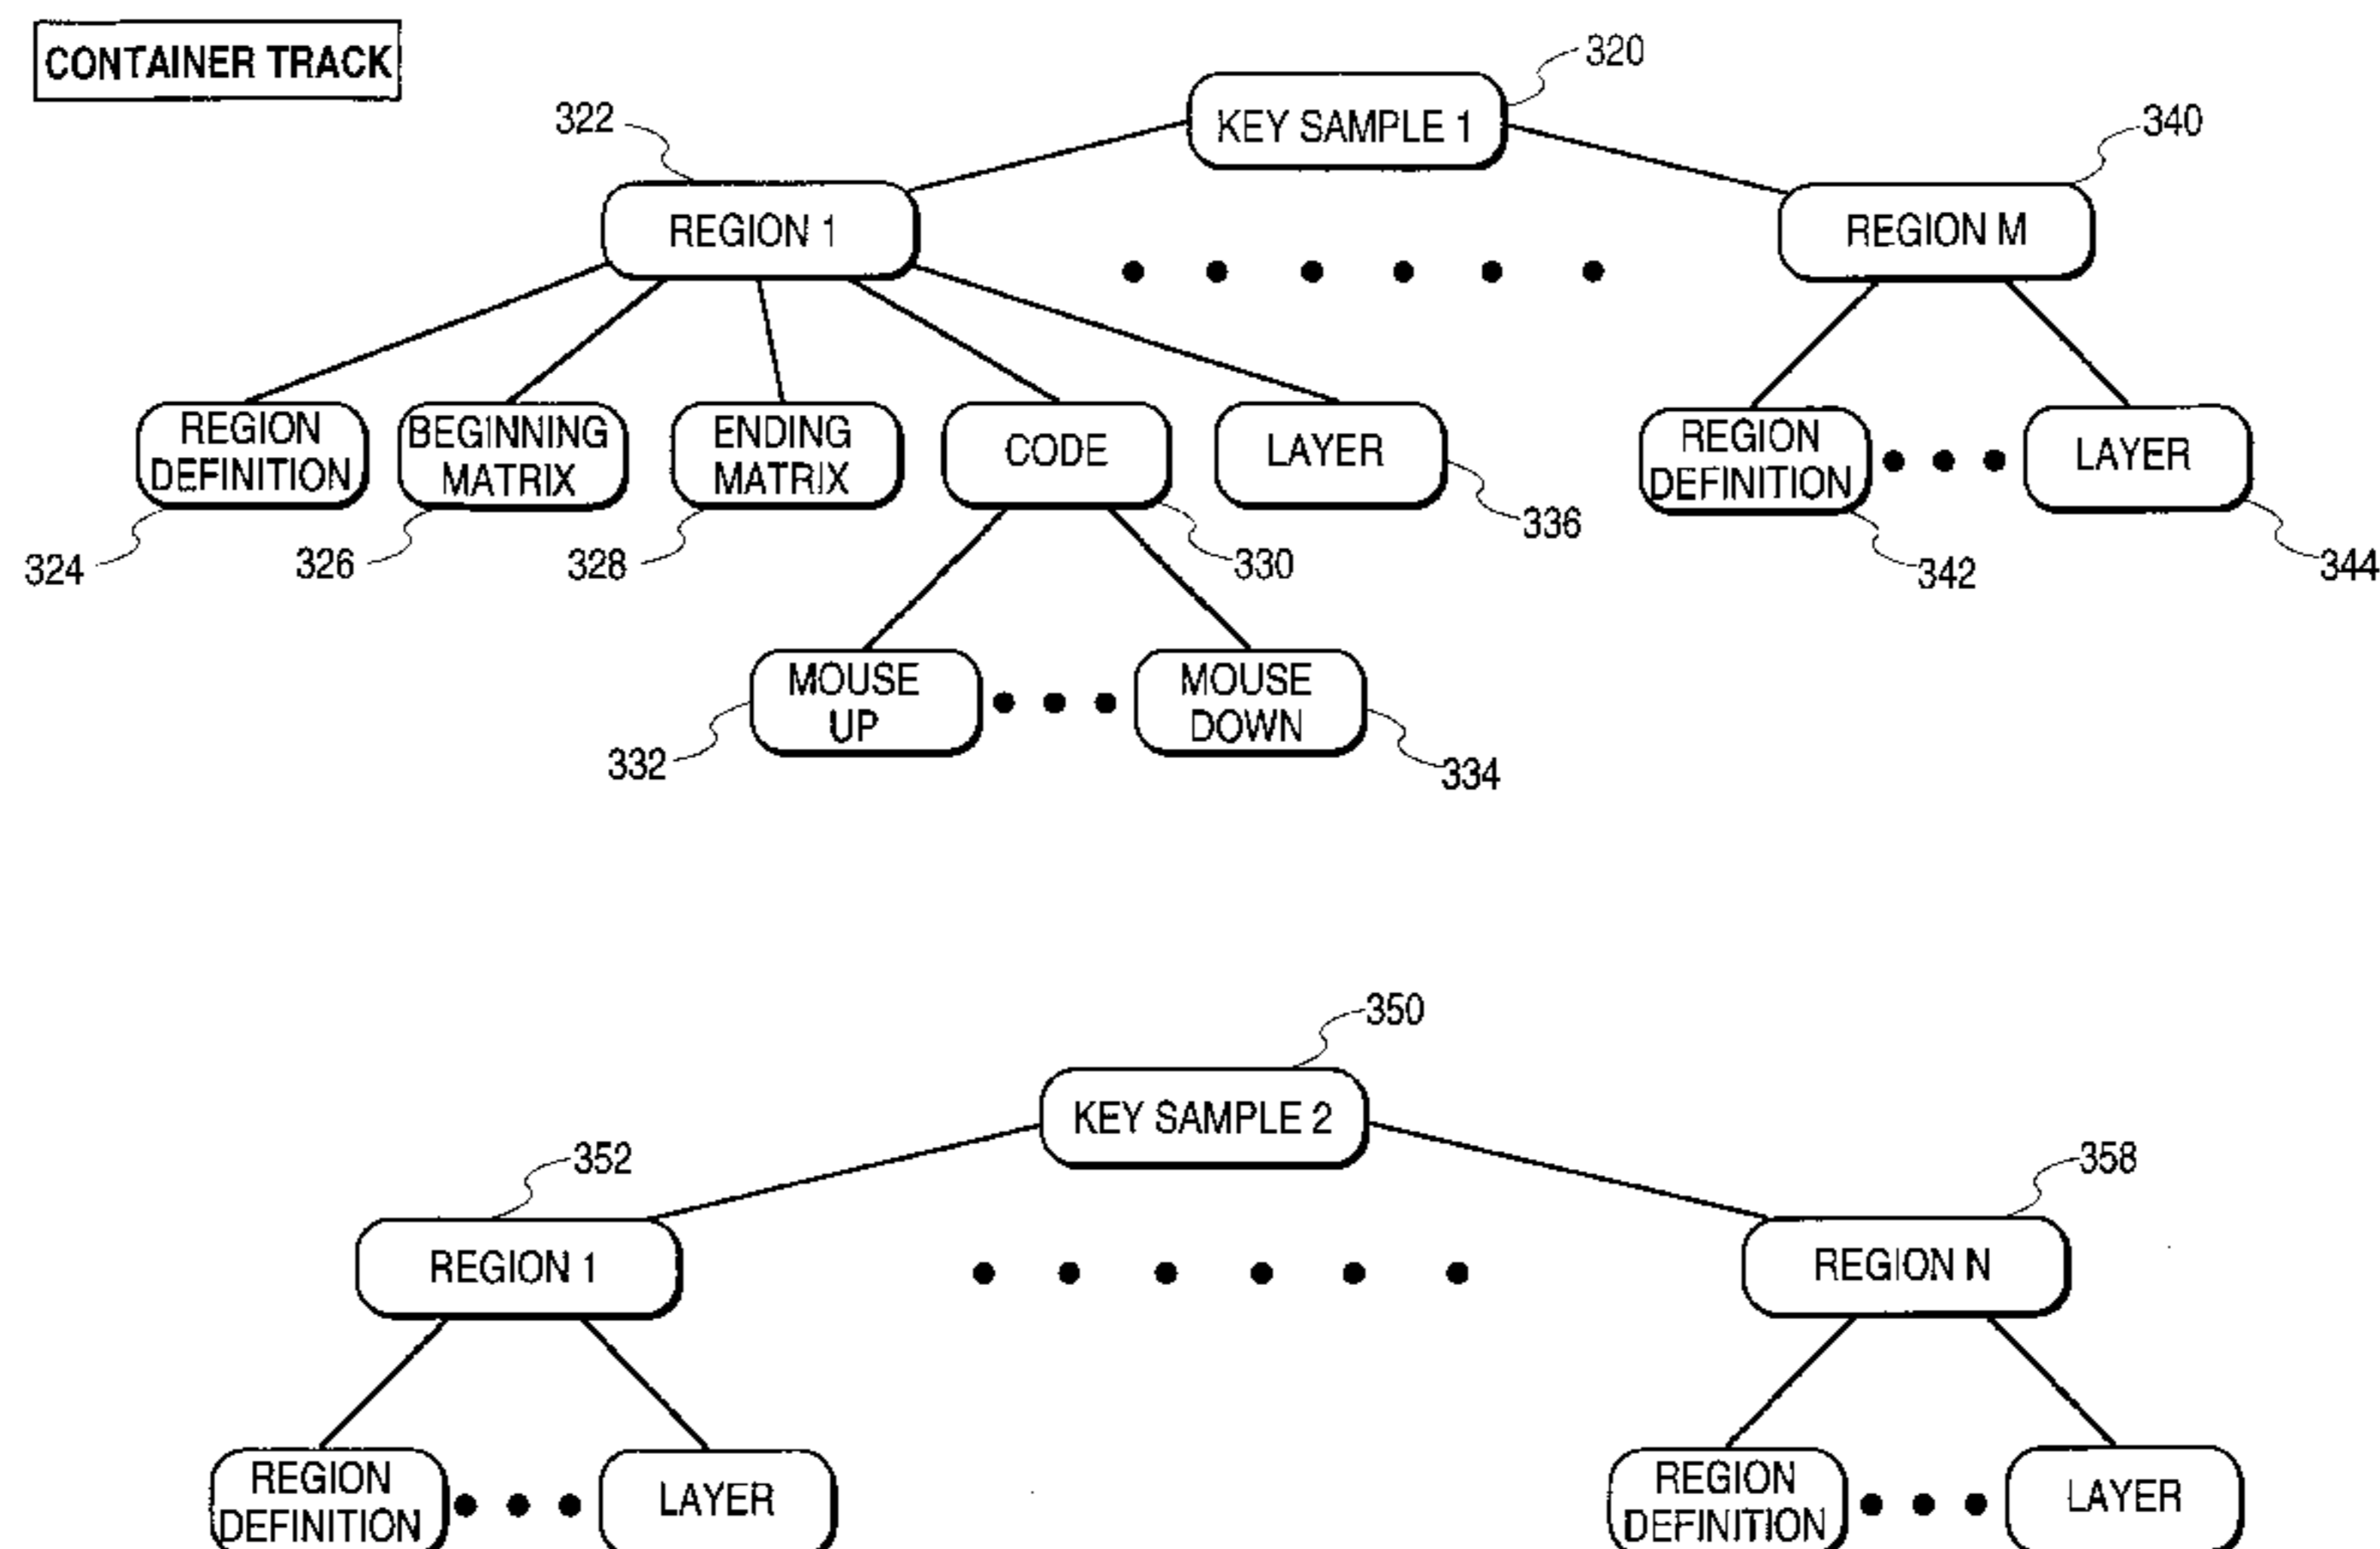 CONTAINER TRACK
320
KEY SAMPLE 1
322
340
REGION 1
REGION M
REGION
DEFINITION
BEGINNING
MATRIX
ENDING
MATRIX
CODE
LAYER
REGION
DEFINITION
LAYER
324
326
328
330
336
342
344
MOUSE
UP
MOUSE
DOWN
332
334
350
KEY SAMPLE 2
352
358
REGION 1
REGION N
REGION
DEFINITION
LAYER
REGION
DEFINITION
LAYER